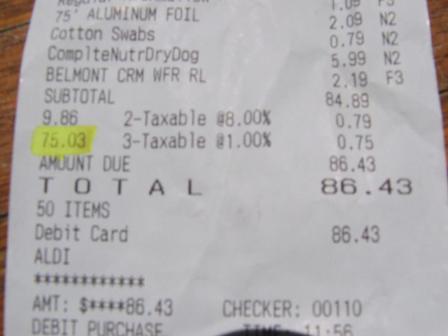 1.09 F3
75' ALUMINUM FOIL 2.09 N2
Cotton Swabs 0.79 N2
ComplteNutrDryDog 5.99 N2
BELMONT CRM WFR RL 2.19 F3
SUBTOTAL 84.89
9.86 2-Taxable @8.00% 0.79
75.03 3-Taxable @1.00% 0.75
AMOUNT DUE 86.43
TOTAL 86.43
50 ITEMS
Debit Card 86.43
ALDI
************
AMT: $****86.43 CHECKER: 00110
DEBIT PURCHASE TIME: 11:56